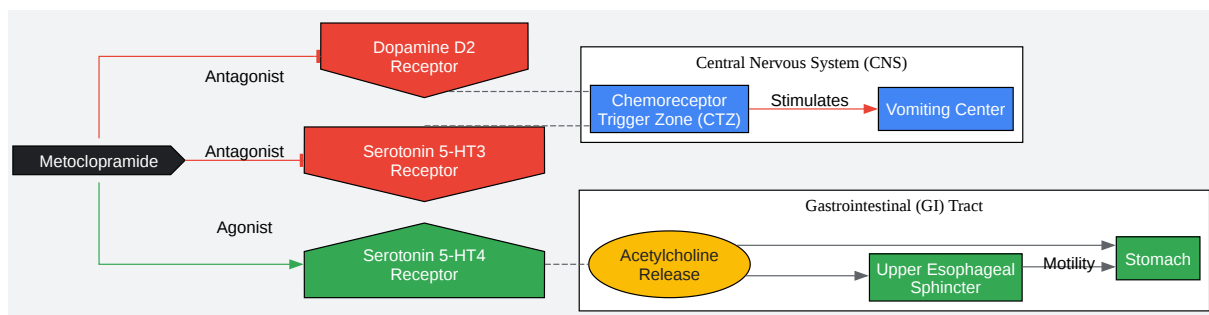 Dopamine D2
Receptor
Antagonist
Central Nervous System (CNS)
Chemoreceptor
Trigger Zone (CTZ)
Stimulates
Vomiting Center
Metoclopramide
Antagonist
Serotonin 5-HT3
Receptor
Agonist
Serotonin 5-HT4
Receptor
Gastrointestinal (GI) Tract
Acetylcholine
Release
Upper Esophageal
Sphincter
Motility
Stomach